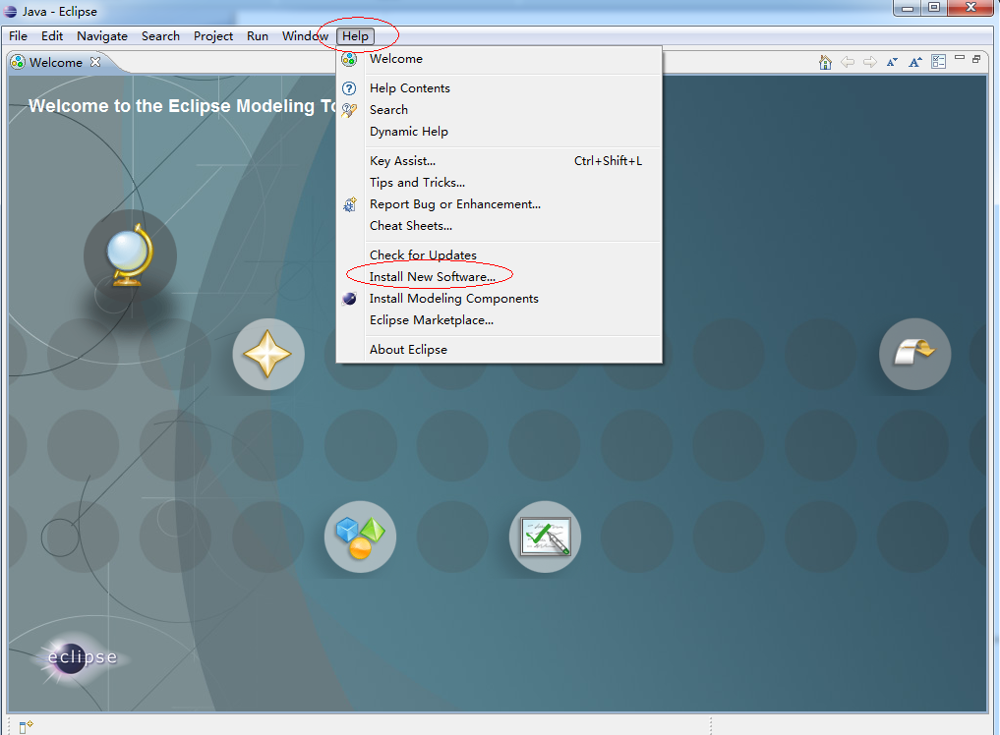 Java - Eclipse
File Edit Navigate Search Project Run Window Help
Welcome
Welcome to the Eclipse Modeling To
Welcome
Help Contents
Search
Dynamic Help
Key Assist... Ctrl+Shift+L
Tips and Tricks...
Report Bug or Enhancement...
Cheat Sheets...
Check for Updates
Install New Software...
Install Modeling Components
Eclipse Marketplace...
About Eclipse
eclipse